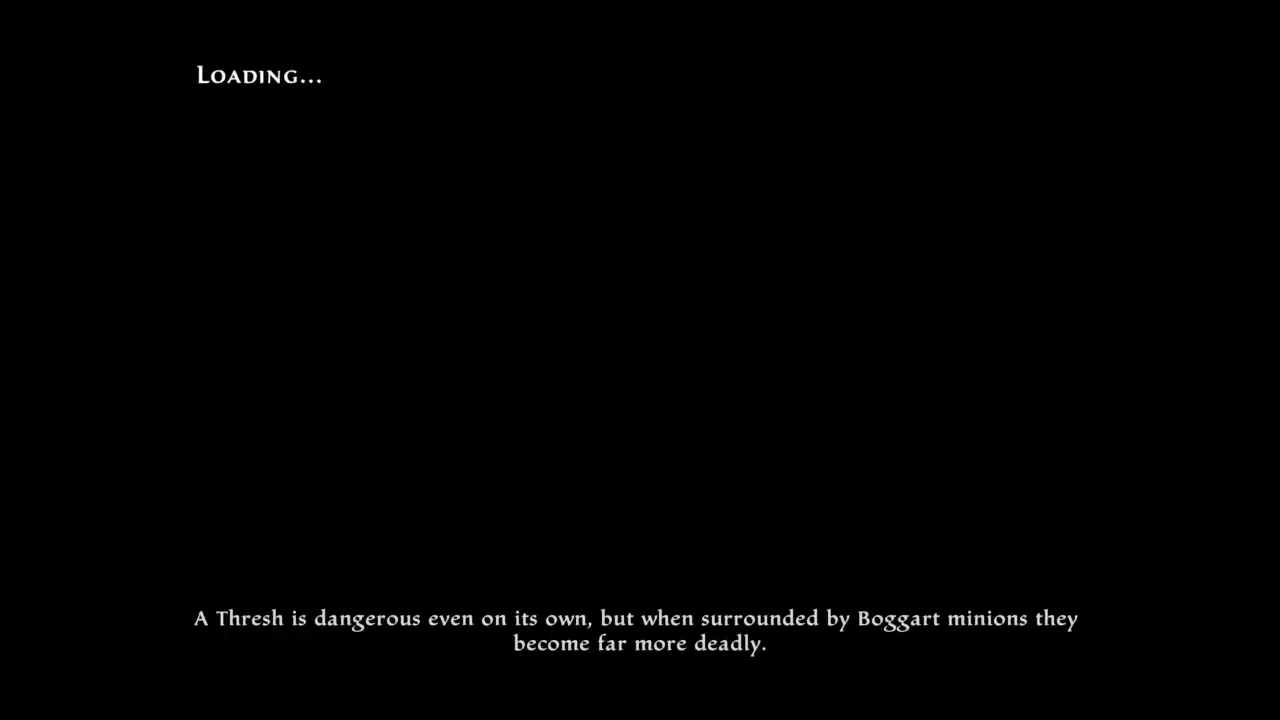 Loading...
A Thresh is dangerous even on its own, but when surrounded by Boggart minions they
become far more deadly.